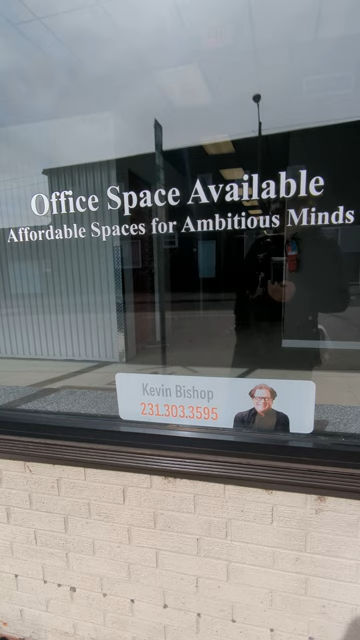 Office Space Available
Affordable Spaces for Ambitious Minds
Kevin Bishop
231.303.3595